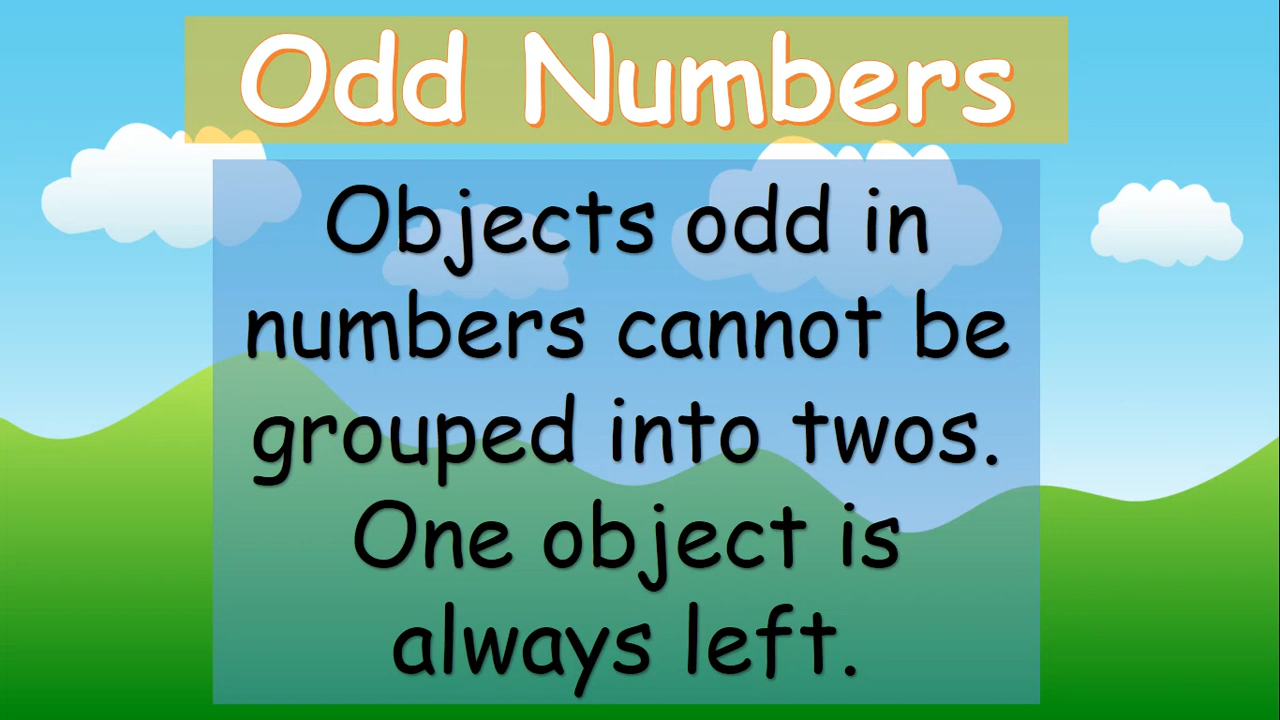 Odd Numbers
Objects odd in
numbers cannot be
grouped into twos.
One object is
always left.